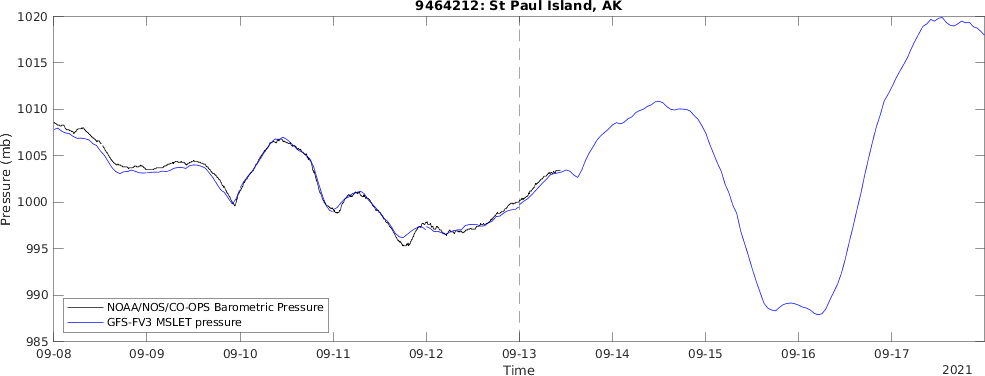 9464212: St Paul Island, AK
Pressure (mb)
1020
1015
1010
1005
1000
995
990
985
NOAA/NOS/CO-OPS Barometric Pressure
GFS-FV3 MSLET pressure
09-08 09-09 09-10 09-11 09-12 09-13 09-14 09-15 09-16 09-17
Time
2021